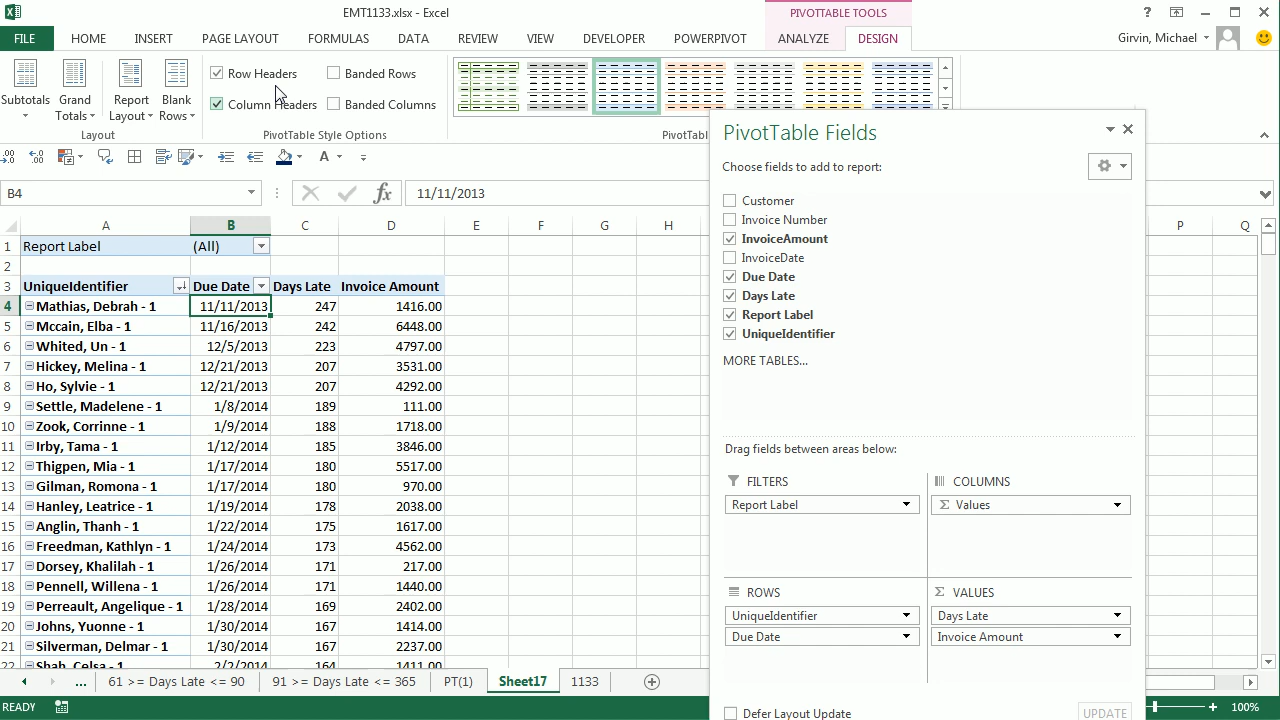 EMT1133.xlsx - Excel
PIVOTTABLE TOOLS
?
FILE HOME INSERT PAGE LAYOUT FORMULAS DATA REVIEW VIEW DEVELOPER POWERPIVOT ANALYZE DESIGN Girvin, Michael
Subtotals
Grand Totals
Report Layout
Blank Rows
Layout
Row Headers
Banded Rows
Column Headers
Banded Columns
PivotTable Style Options
B4
fx
11/11/2013
A B C D E F G H P Q
1 Report Label (All)
2
3 UniqueIdentifier Due Date Days Late Invoice Amount
4 Mathias, Debrah - 1 11/11/2013 247 1416.00
5 Mccain, Elba - 1 11/16/2013 242 6448.00
6 Whited, Un - 1 12/5/2013 223 4797.00
7 Hickey, Melina - 1 12/21/2013 207 3531.00
8 Ho, Sylvie - 1 12/21/2013 207 4292.00
9 Settle, Madelene - 1 1/8/2014 189 111.00
10 Zook, Corrinne - 1 1/9/2014 188 1718.00
11 Irby, Tama - 1 1/12/2014 185 3846.00
12 Thigpen, Mia - 1 1/17/2014 180 5517.00
13 Gilman, Romona - 1 1/17/2014 180 970.00
14 Hanley, Leatrice - 1 1/19/2014 178 2038.00
15 Anglin, Thanh - 1 1/22/2014 175 1617.00
16 Freedman, Kathlyn - 1 1/24/2014 173 4562.00
17 Dorsey, Khalilah - 1 1/26/2014 171 217.00
18 Pennell, Willena - 1 1/26/2014 171 1440.00
19 Perreault, Angelique - 1 1/28/2014 169 2402.00
20 Johns, Yuonne - 1 1/30/2014 167 1414.00
21 Silverman, Delmar - 1 1/30/2014 167 2237.00
22 Shah, Celsa - 1 2/2/2014 164 1411.00
PivotTable Fields
Choose fields to add to report:
Customer
Invoice Number
InvoiceAmount
InvoiceDate
Due Date
Days Late
Report Label
UniqueIdentifier
MORE TABLES...
Drag fields between areas below:
FILTERS
Report Label
COLUMNS
Σ Values
ROWS
UniqueIdentifier
Due Date
Σ VALUES
Days Late
Invoice Amount
Defer Layout Update
UPDATE
... 61 >= Days Late <= 90 91 >= Days Late <= 365 PT(1) Sheet17 1133
READY
100%